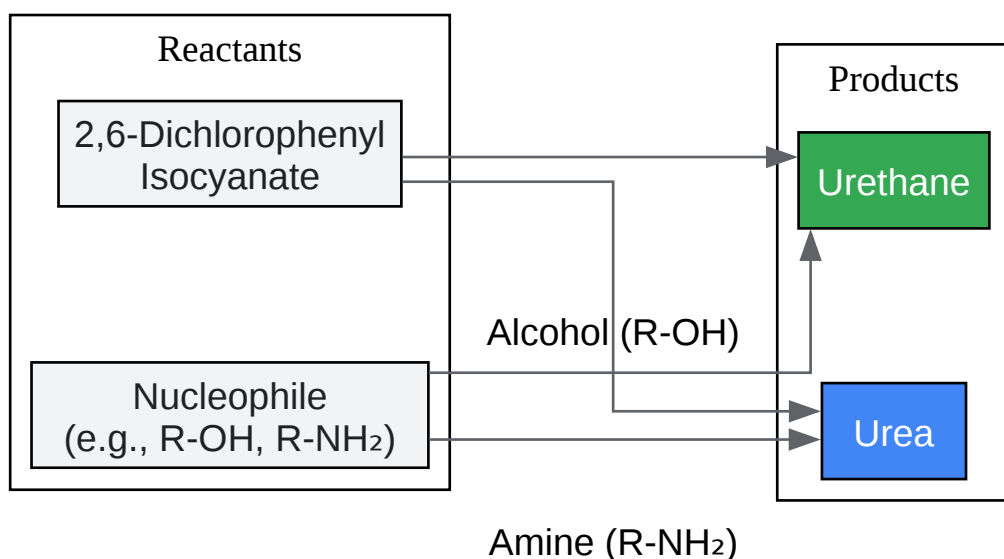 Reactants
2,6-Dichlorophenyl
Isocyanate
Nucleophile
(e.g., R-OH, R-NH₂)
Alcohol (R-OH)
Amine (R-NH₂)
Products
Urethane
Urea